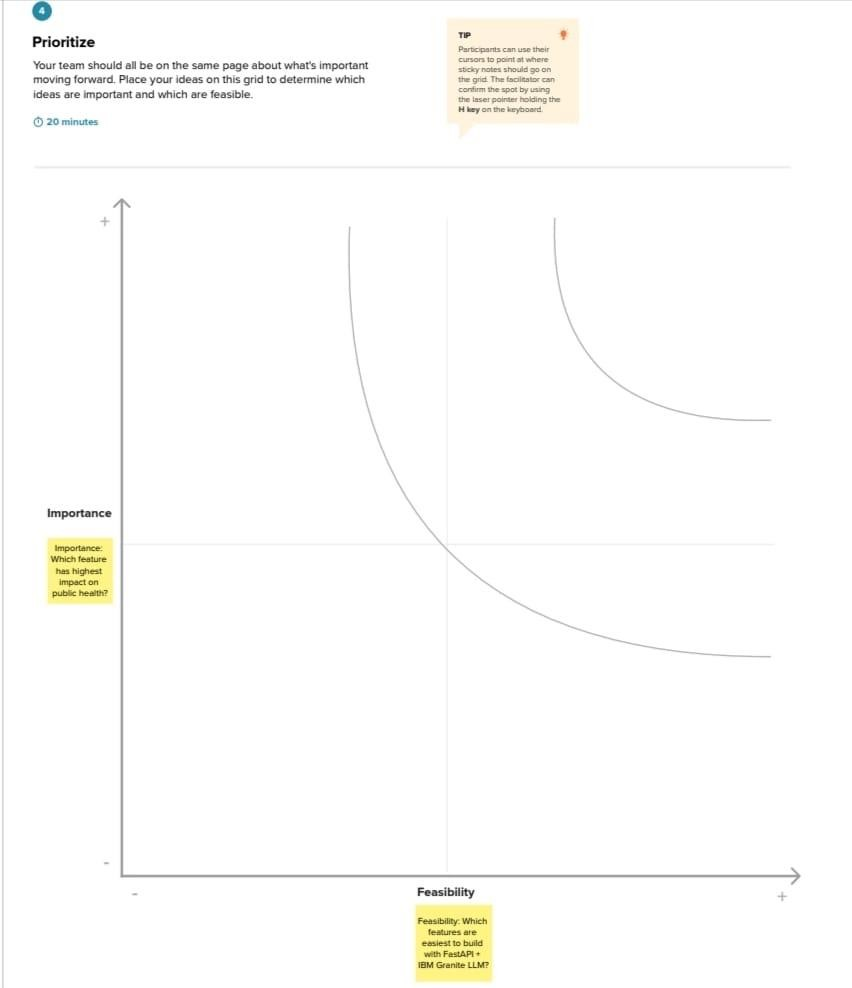 4
Prioritize
Your team should all be on the same page about what's important
moving forward. Place your ideas on this grid to determine which
ideas are important and which are feasible.
20 minutes
TIP
Participants can use their
cursors to point at where
sticky notes should go on
the grid. The facilitator can
confirm the spot by using
the laser pointer holding the
H key on the keyboard.
+
Importance
Importance:
Which feature
has highest
impact on
public health?
-
-
Feasibility
+
Feasibility: Which
features are
easiest to build
with FastAPI +
IBM Granite LLM?